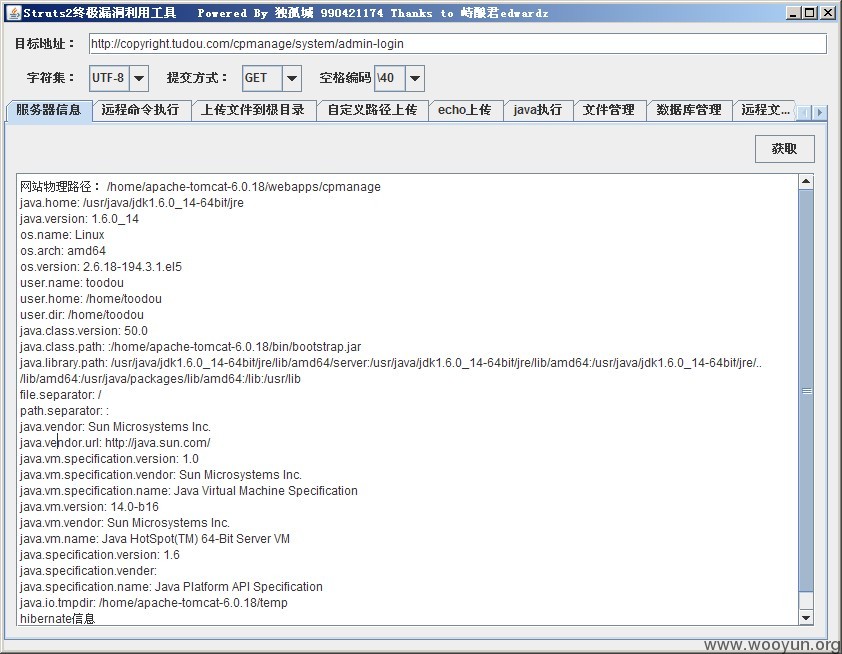 Struts2终极漏洞利用工具 Powered By 独孤城 990421174 Thanks to 峙酸君edwardz
目标地址： http://copyright.tudou.com/cpmanage/system/admin-login
字符集： UTF-8 提交方式： GET 空格编码 \40
服务器信息 远程命令执行 上传文件到根目录 自定义路径上传 echo上传 java执行 文件管理 数据库管理 远程文...
获取
网站物理路径： /home/apache-tomcat-6.0.18/webapps/cpmanage
java.home: /usr/java/jdk1.6.0_14-64bit/jre
java.version: 1.6.0_14
os.name: Linux
os.arch: amd64
os.version: 2.6.18-194.3.1.el5
user.name: toodou
user.home: /home/toodou
user.dir: /home/toodou
java.class.version: 50.0
java.class.path: :/home/apache-tomcat-6.0.18/bin/bootstrap.jar
java.library.path: /usr/java/jdk1.6.0_14-64bit/jre/lib/amd64/server:/usr/java/jdk1.6.0_14-64bit/jre/lib/amd64:/usr/java/jdk1.6.0_14-64bit/jre/..
/lib/amd64:/usr/java/packages/lib/amd64:/lib:/usr/lib
file.separator: /
path.separator: :
java.vendor: Sun Microsystems Inc.
java.vendor.url: http://java.sun.com/
java.vm.specification.version: 1.0
java.vm.specification.vendor: Sun Microsystems Inc.
java.vm.specification.name: Java Virtual Machine Specification
java.vm.version: 14.0-b16
java.vm.vendor: Sun Microsystems Inc.
java.vm.name: Java HotSpot(TM) 64-Bit Server VM
java.specification.version: 1.6
java.specification.vender:
java.specification.name: Java Platform API Specification
java.io.tmpdir: /home/apache-tomcat-6.0.18/temp
hibernate信息
www.wooyun.org